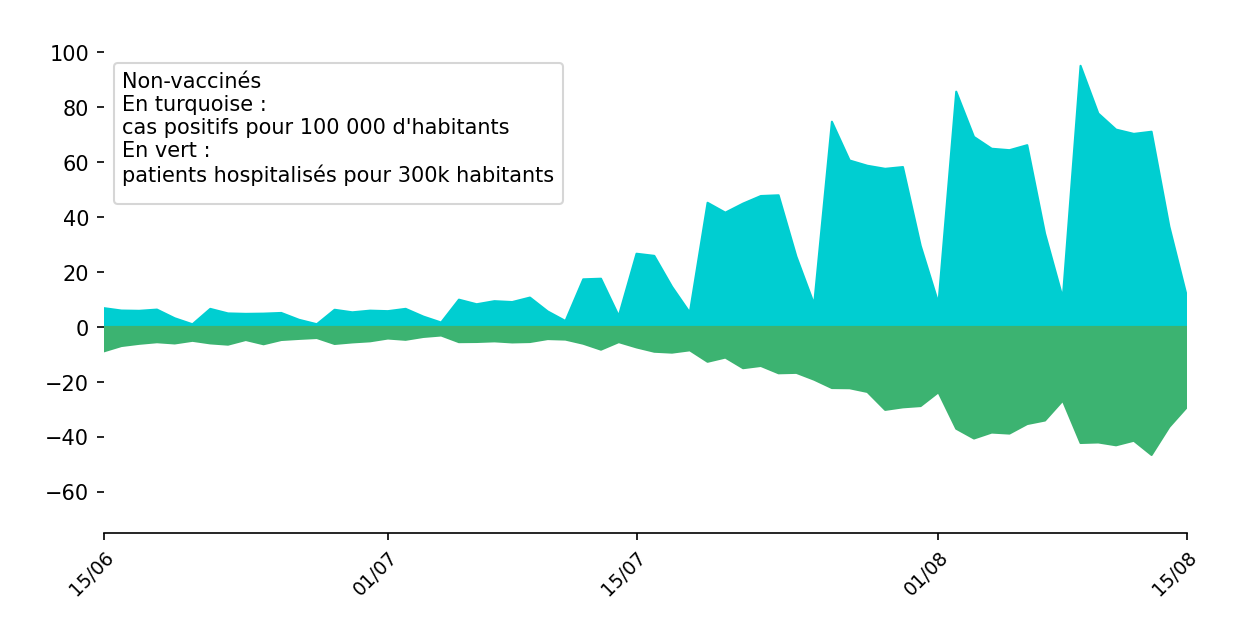 100
80
60
40
20
0
−20
−40
−60
Non-vaccinés
En turquoise :
cas positifs pour 100 000 d'habitants
En vert :
patients hospitalisés pour 300k habitants
15/06
01/07
15/07
01/08
15/08